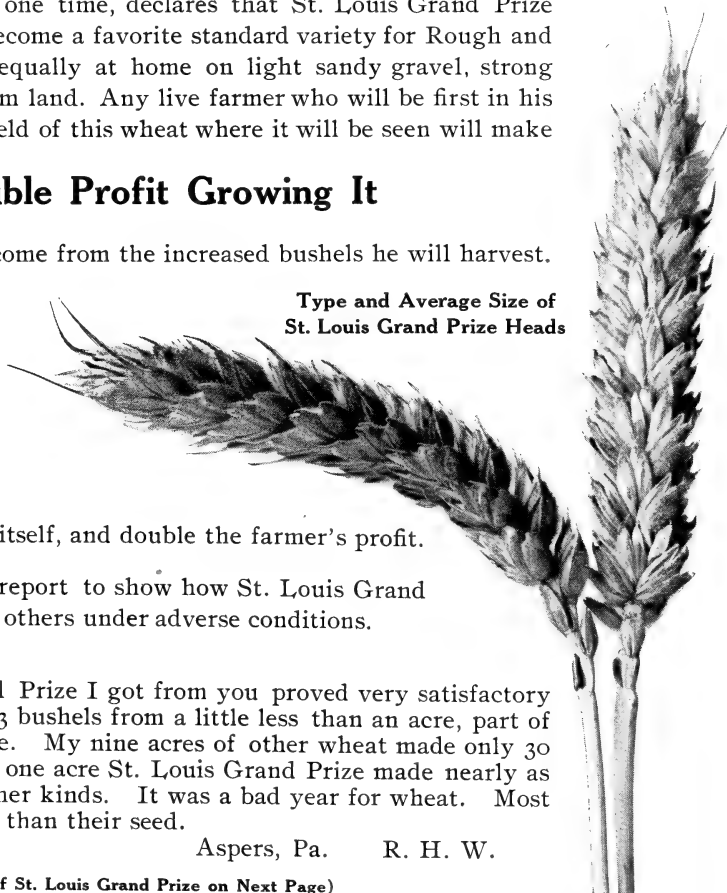 one time, declares that St. Louis Grand Prize
ecome a favorite standard variety for Rough and
equally at home on light sandy gravel, strong
m land. Any live farmer who will be first in his
eld of this wheat where it will be seen will make
ble Profit Growing It
come from the increased bushels he will harvest.
Type and Average Size of
St. Louis Grand Prize Heads
itself, and double the farmer's profit.
report to show how St. Louis Grand
others under adverse conditions.
l Prize I got from you proved very satisfactory
3 bushels from a little less than an acre, part of
e. My nine acres of other wheat made only 30
one acre St. Louis Grand Prize made nearly as
ner kinds. It was a bad year for wheat. Most
than their seed.
Aspers, Pa. R. H. W.
f St. Louis Grand Prize on Next Page)